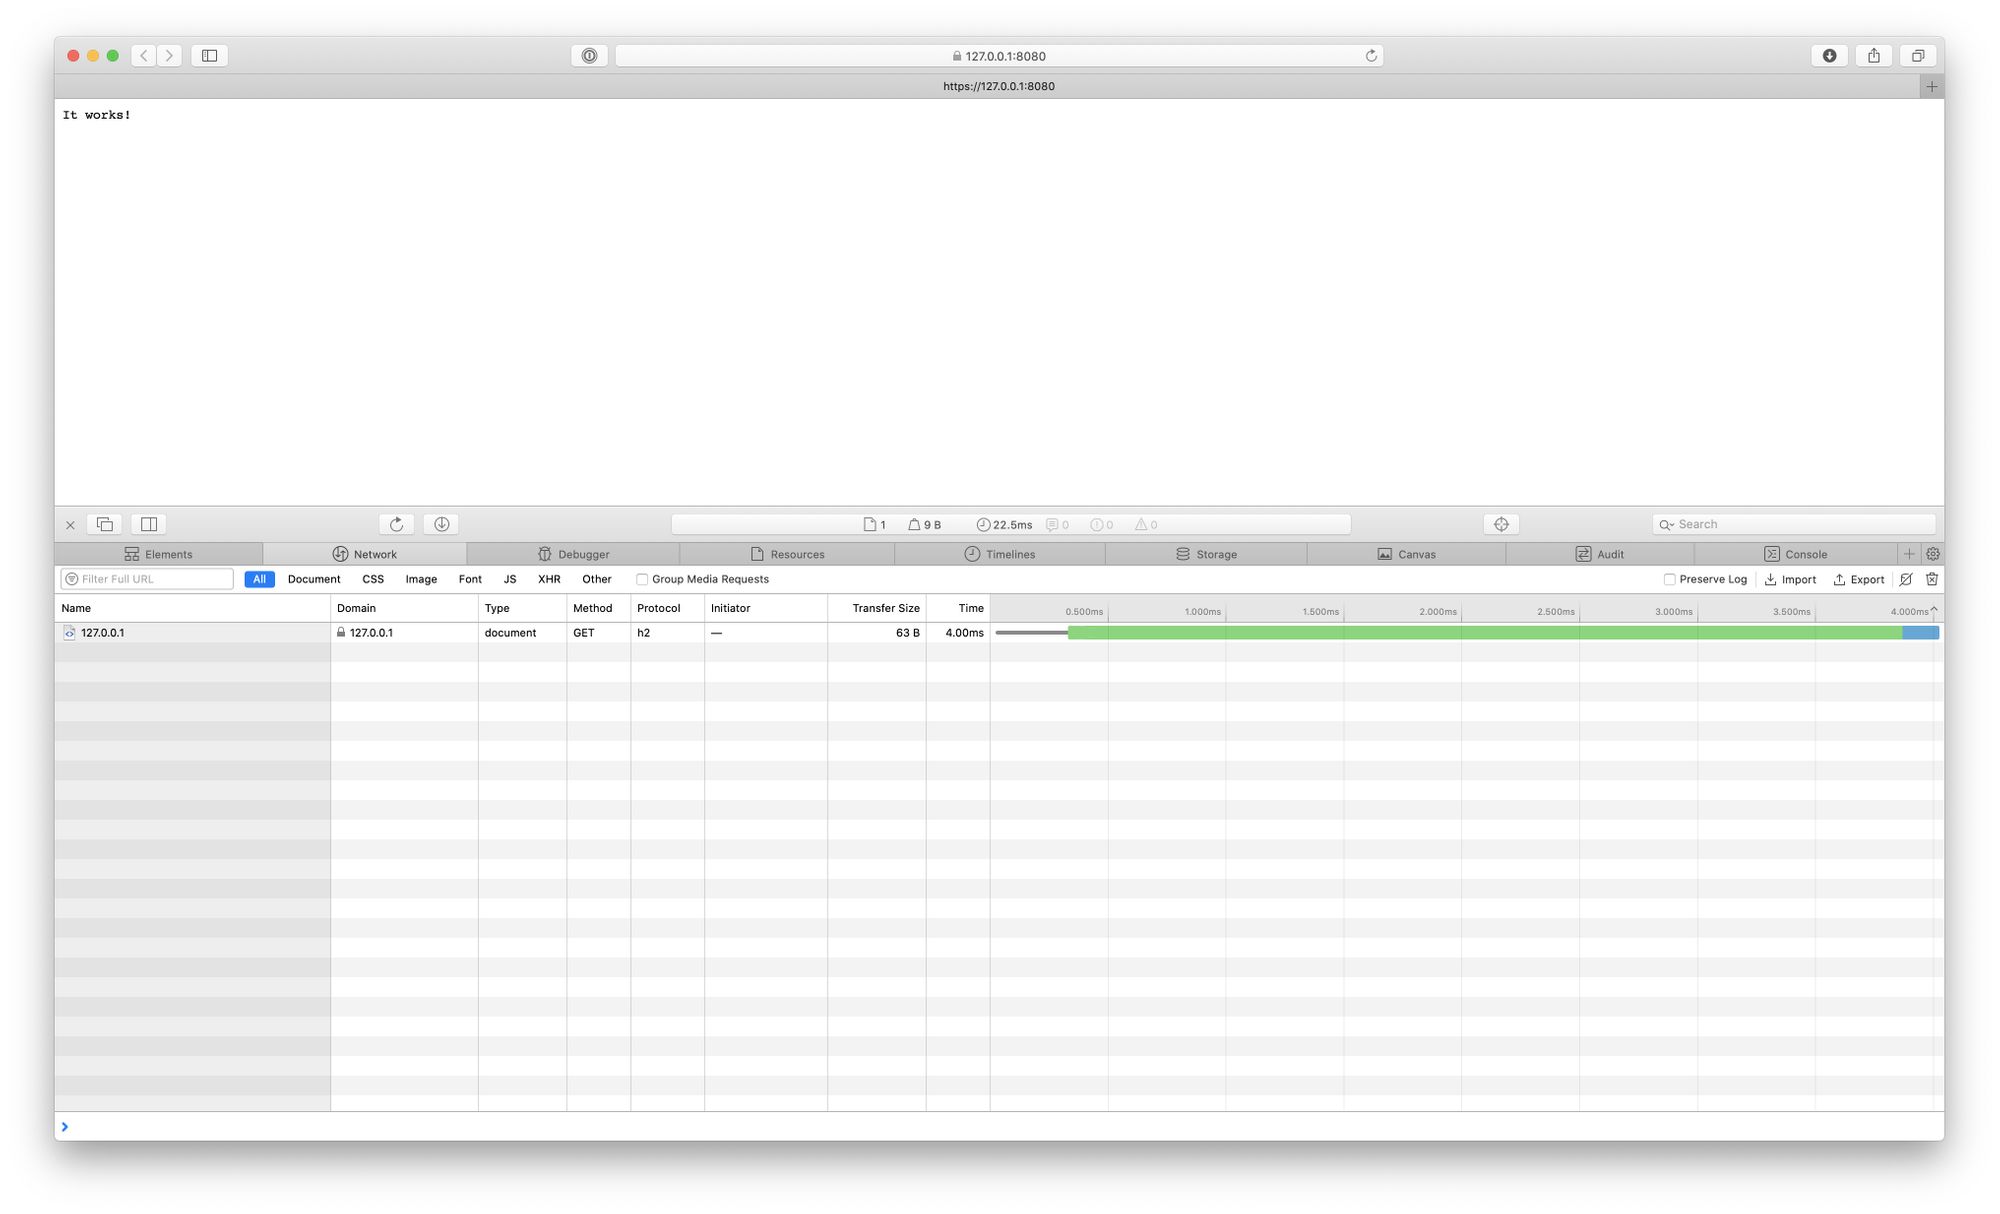 127.0.0.1:8080
https://127.0.0.1:8080
It works!
1 9 B 22.5ms 0 0 0 Search
Elements Network Debugger Resources Timelines Storage Canvas Audit Console
Filter Full URL All Document CSS Image Font JS XHR Other Group Media Requests Preserve Log Import Export
Name Domain Type Method Protocol Initiator Transfer Size Time 0.500ms 1.000ms 1.500ms 2.000ms 2.500ms 3.000ms 3.500ms 4.000ms
127.0.0.1 127.0.0.1 document GET h2 — 63 B 4.00ms